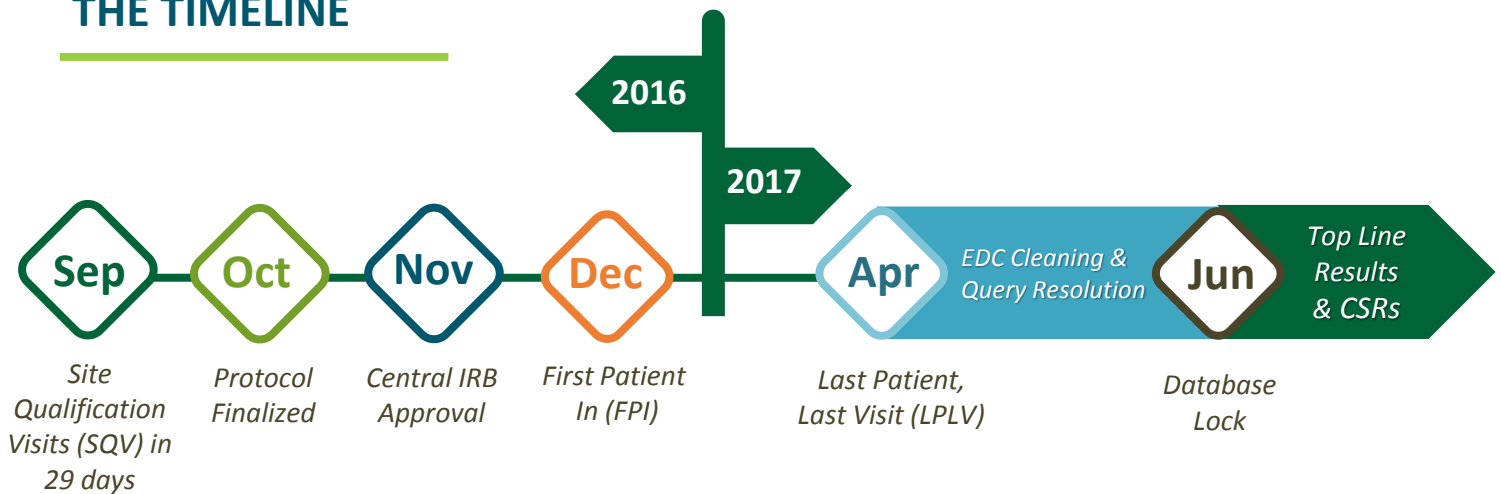 THE TIMELINE
2016
2017
Sep
Oct
Nov
Dec
Apr
EDC Cleaning &
Query Resolution
Jun
Top Line
Results
& CSRs
Site
Qualification
Visits (SQV) in
29 days
Protocol
Finalized
Central IRB
Approval
First Patient
In (FPI)
Last Patient,
Last Visit (LPLV)
Database
Lock